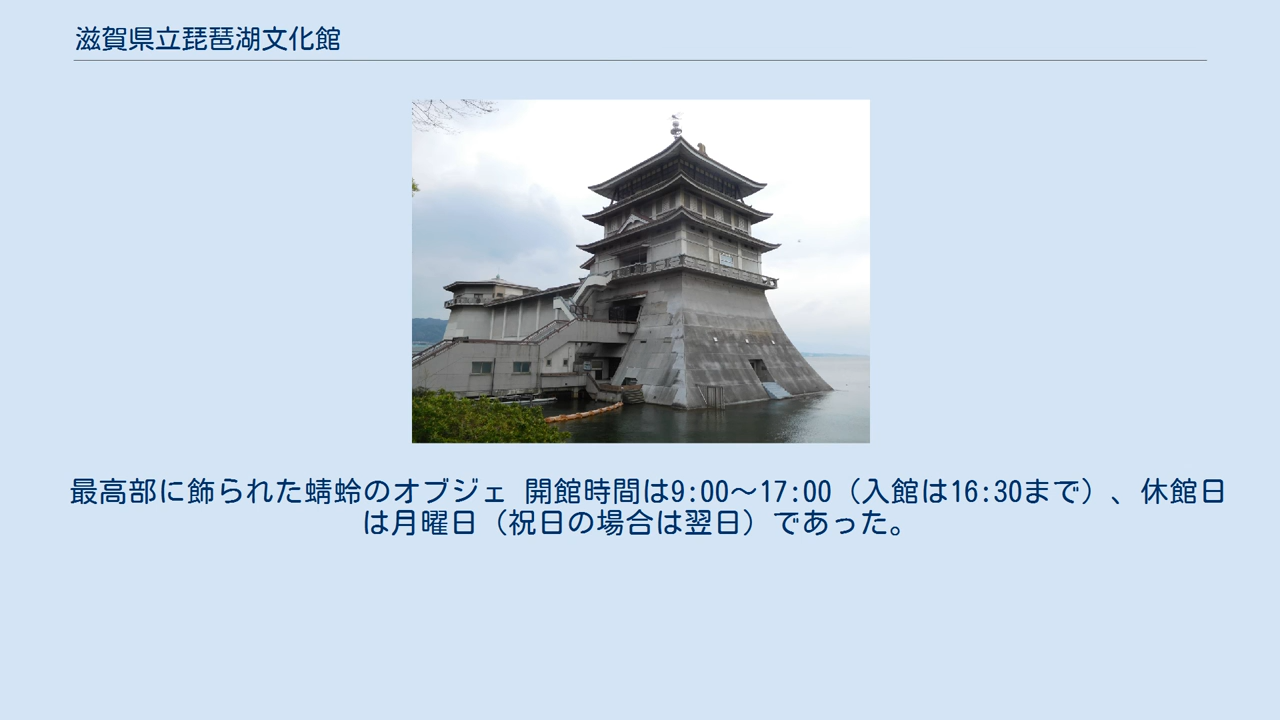 滋賀県立琵琶湖文化館
最高部に飾られた蜻蛉のオブジェ 開館時間は9:00～17:00（入館は16:30まで）、休館日
は月曜日（祝日の場合は翌日）であった。